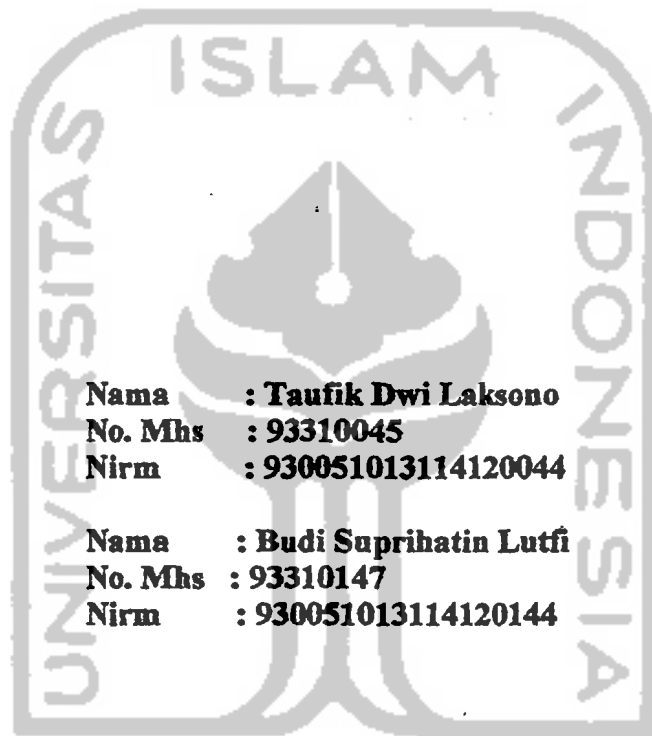 UNIVERSITAS ISLAM INDONESIA
Nama : Taufik Dwi Laksono
No. Mhs : 93310045
Nirm : 930051013114120044
Nama : Budi Suprihatin Lutfi
No. Mhs : 93310147
Nirm : 930051013114120144